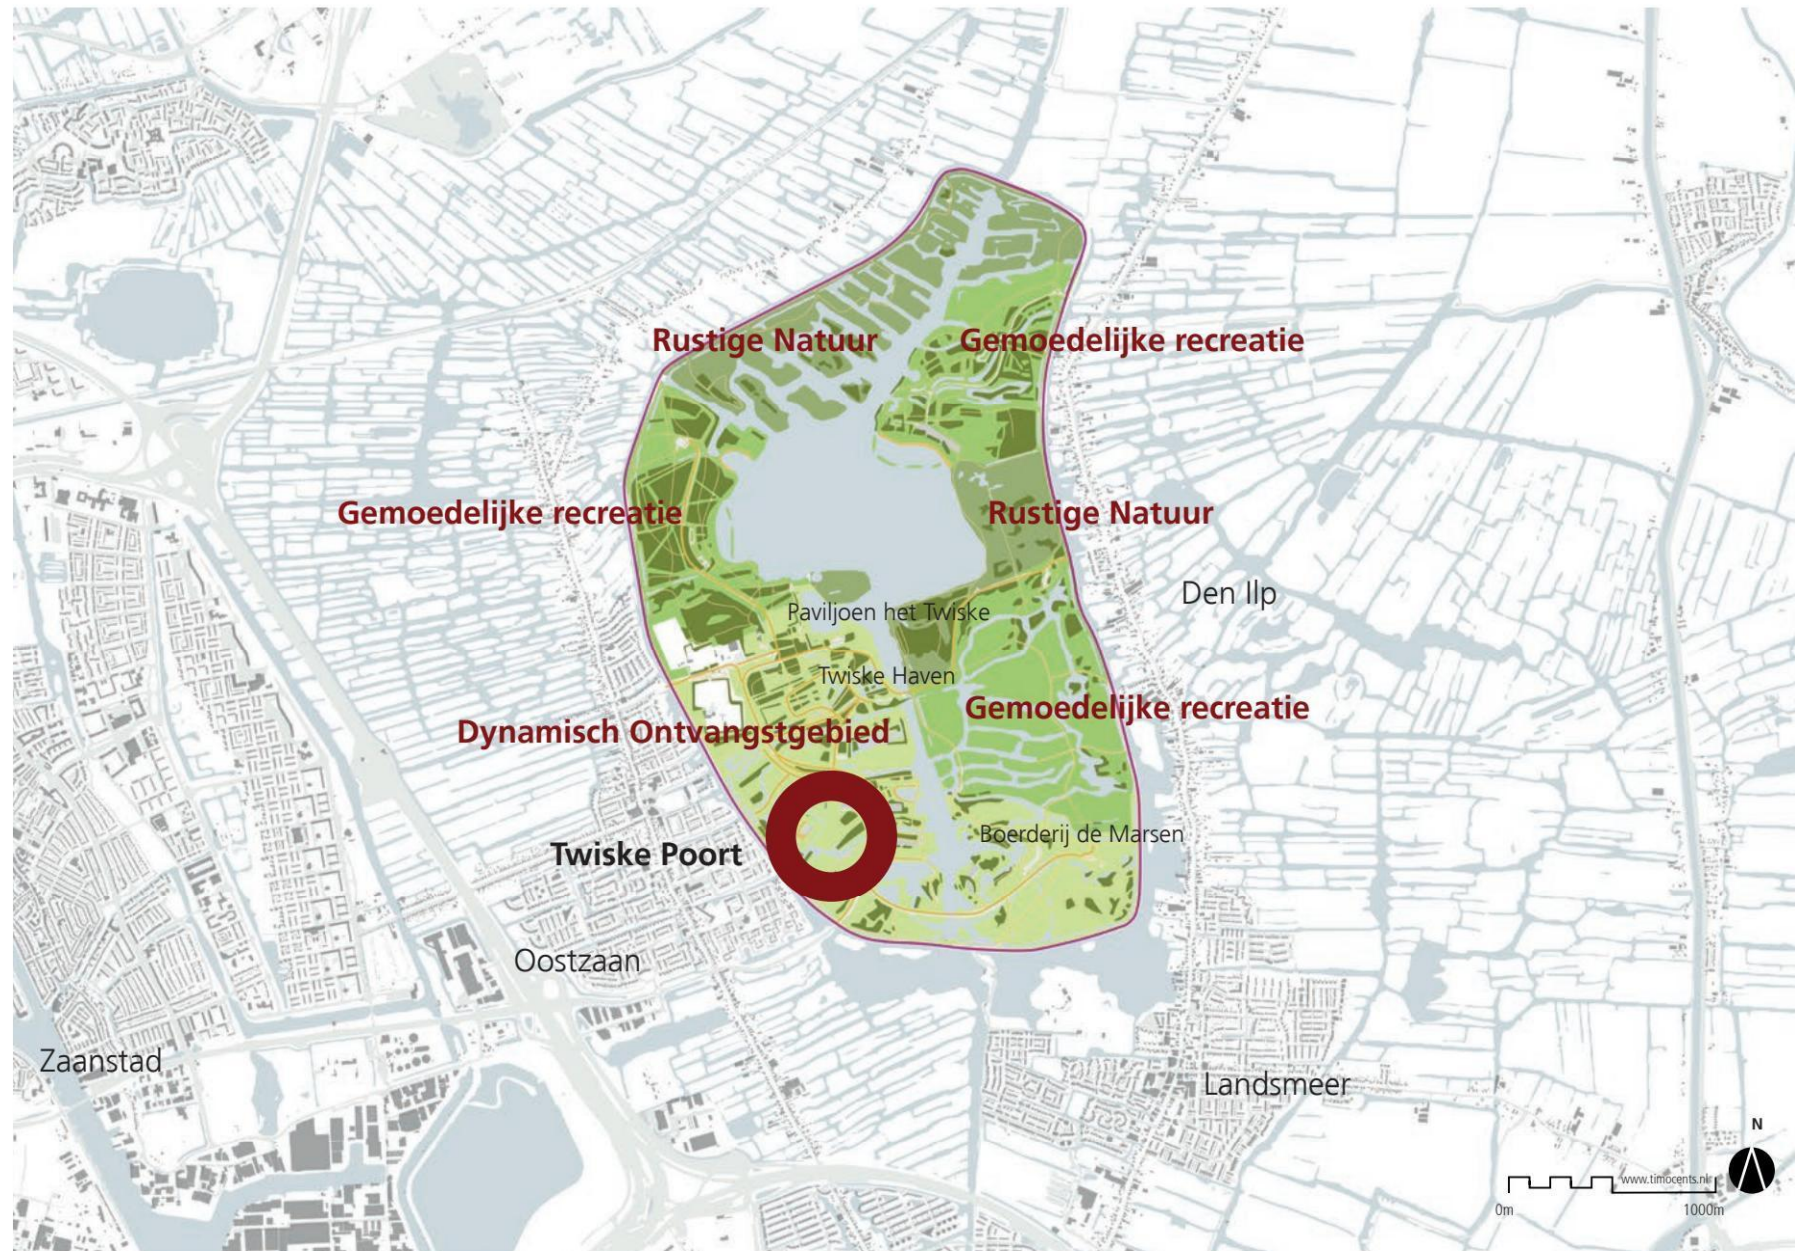 Rustige Natuur
Gemoedelijke recreatie
Gemoedelijke recreatie
Rustige Natuur
Den Ilp
Paviljoen het Twiske
Twiske Haven
Gemoedelijke recreatie
Dynamisch Ontvangstgebied
Boerderij de Marsen
Twiske Poort
Oostzaan
Zaanstad
Landsmeer
N
www.timocents.nl
0m
1000m